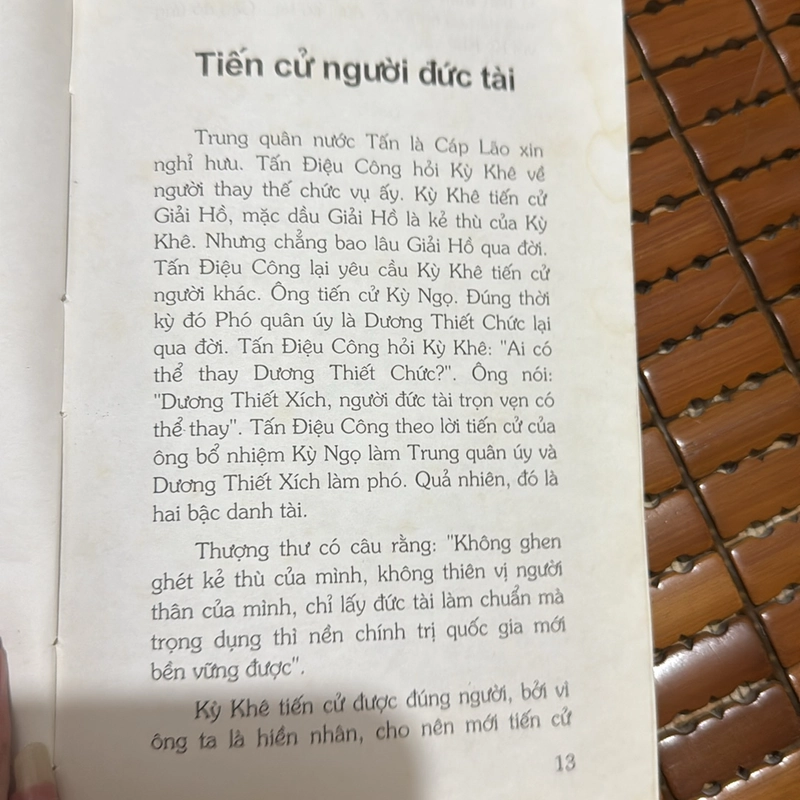 Tiến cử người đức tài
Trung quân nước Tấn là Cáp Lão xin
nghỉ hưu. Tấn Điệu Công hỏi Kỳ Khê về
người thay thế chức vụ ấy. Kỳ Khê tiến cử
Giải Hồ, mặc dầu Giải Hồ là kẻ thù của Kỳ
Khê. Nhưng chẳng bao lâu Giải Hồ qua đời.
Tấn Điệu Công lại yêu cầu Kỳ Khê tiến cử
người khác. Ông tiến cử Kỳ Ngọ. Đúng thời
kỳ đó Phó quân úy là Dương Thiết Chức lại
qua đời. Tấn Điệu Công hỏi Kỳ Khê: "Ai có
thể thay Dương Thiết Chức?". Ông nói:
"Dương Thiết Xích, người đức tài trọn vẹn có
thể thay". Tấn Điệu Công theo lời tiến cử của
ông bổ nhiệm Kỳ Ngọ làm Trung quân úy và
Dương Thiết Xích làm phó. Quả nhiên, đó là
hai bậc danh tài.
Thượng thư có câu rằng: "Không ghen
ghét kẻ thù của mình, không thiên vị người
thân của mình, chỉ lấy đức tài làm chuẩn mà
trọng dụng thì nền chính trị quốc gia mới
bền vững được".
Kỳ Khê tiến cử được đúng người, bởi vì
ông ta là hiền nhân, cho nên mới tiến cử
13